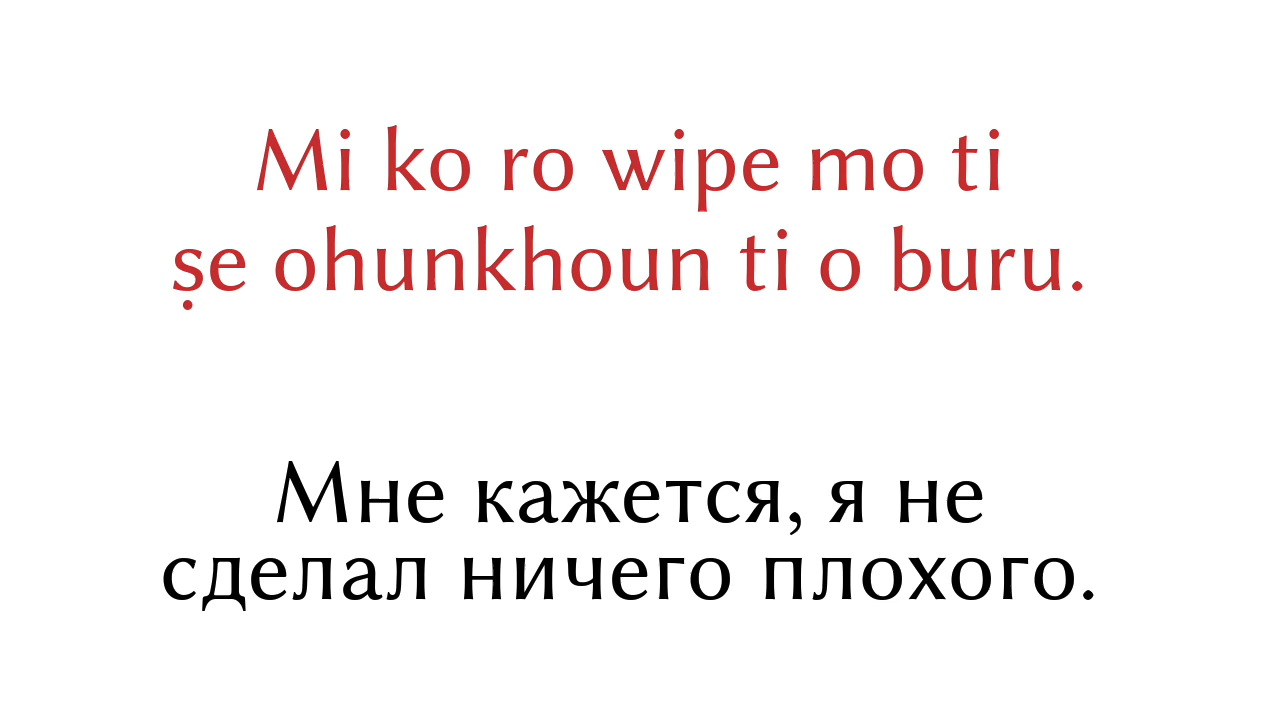 Mi ko ro wipe mo ti
ṣe ohunkhoun ti o buru.
Мне кажется, я не
сделал ничего плохого.